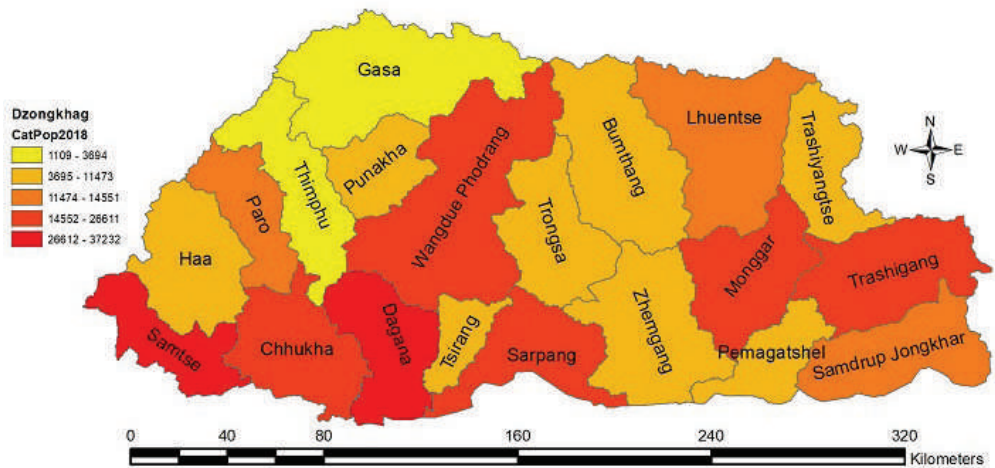 Gasa
Dzongkhag
CatPop2018
1109 - 3694
3695 - 11473
11474 - 14551
14552 - 26611
26612 - 37232
Lhuentse
Trashiyangtse
Bumthang
N
W E
S
Punakha
Thimphu
Wangdue Phodrang
Paro
Trongsa
Haa
Monggar
Trashigang
Zhemgang
Dagana
Tsirang
Samtse
Chhukha
Sarpang
Pemagatshel
Samdrup Jongkhar
0 40 80 160 240 320
Kilometers